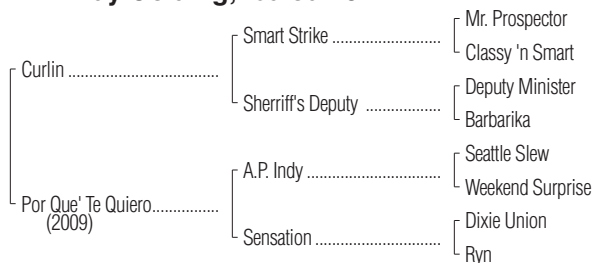 Mr. Prospector
Smart Strike ....................
Classy 'n Smart
Curlin ............................
Deputy Minister
Sherriff's Deputy ..................
Barbarika
Seattle Slew
A.P. Indy .........................
Weekend Surprise
Por Que' Te Quiero................
(2009)
Dixie Union
Sensation .......................
Ryn